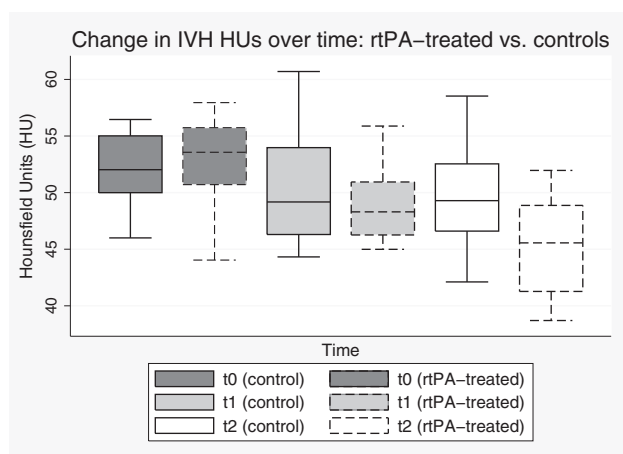 Change in IVH HUs over time: rtPA−treated vs. controls
Hounsfield Units (HU)
60
55
50
45
40
Time
t0 (control) t0 (rtPA−treated)
t1 (control) t1 (rtPA−treated)
t2 (control) t2 (rtPA−treated)